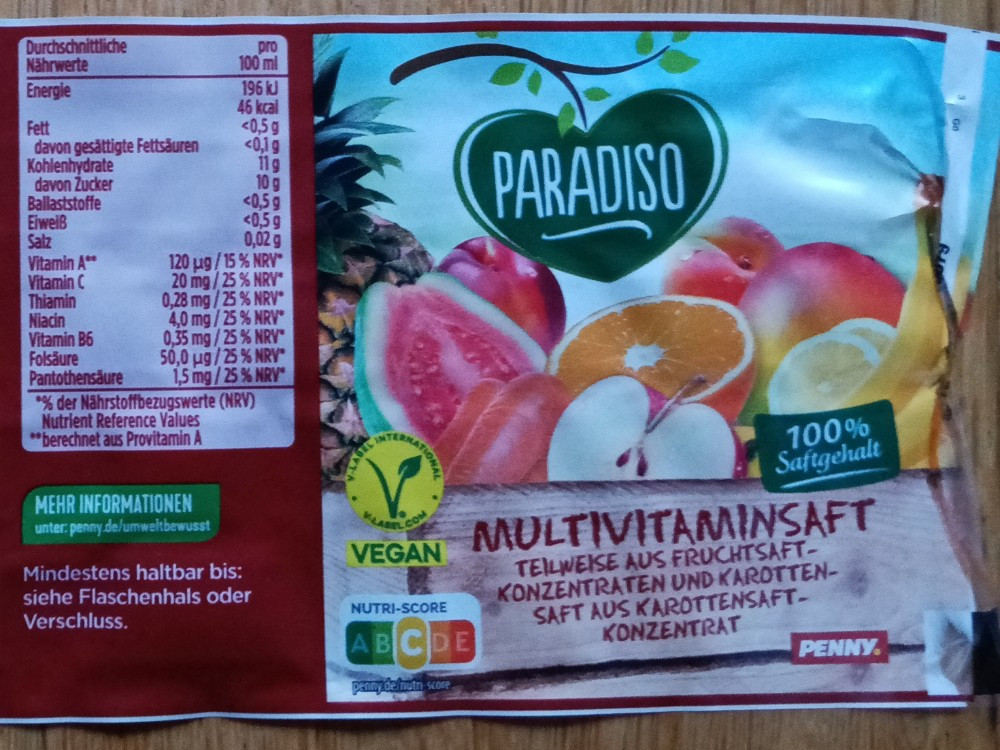 Durchschnittliche pro
Nährwerte 100 ml
Energie 196 kJ
46 kcal
Fett <0,5 g
davon gesättigte Fettsäuren <0,1 g
Kohlenhydrate 11 g
davon Zucker 10 g
Ballaststoffe <0,5 g
Eiweiß <0,5 g
Salz 0,02 g
Vitamin A** 120 µg / 15 % NRV*
Vitamin C 20 mg / 25 % NRV*
Thiamin 0,28 mg / 25 % NRV*
Niacin 4,0 mg / 25 % NRV*
Vitamin B6 0,35 mg / 25 % NRV*
Folsäure 50,0 µg / 25 % NRV*
Pantothensäure 1,5 mg / 25 % NRV*
*% der Nährstoffbezugswerte (NRV)
Nutrient Reference Values
**berechnet aus Provitamin A
MEHR INFORMATIONEN
unter: penny.de/umweltbewusst
Mindestens haltbar bis:
siehe Flaschenhals oder
Verschluss.
PARADISO
100%
Saftgehalt
V-LABEL INTERNATIONAL
V-LABEL.COM
VEGAN
MULTIVITAMINSAFT
TEILWEISE AUS FRUCHTSAFT-
KONZENTRATEN UND KAROTTEN-
SAFT AUS KAROTTENSAFT-
KONZENTRAT
NUTRI-SCORE
A B C D E
penny.de/nutri-score
PENNY.